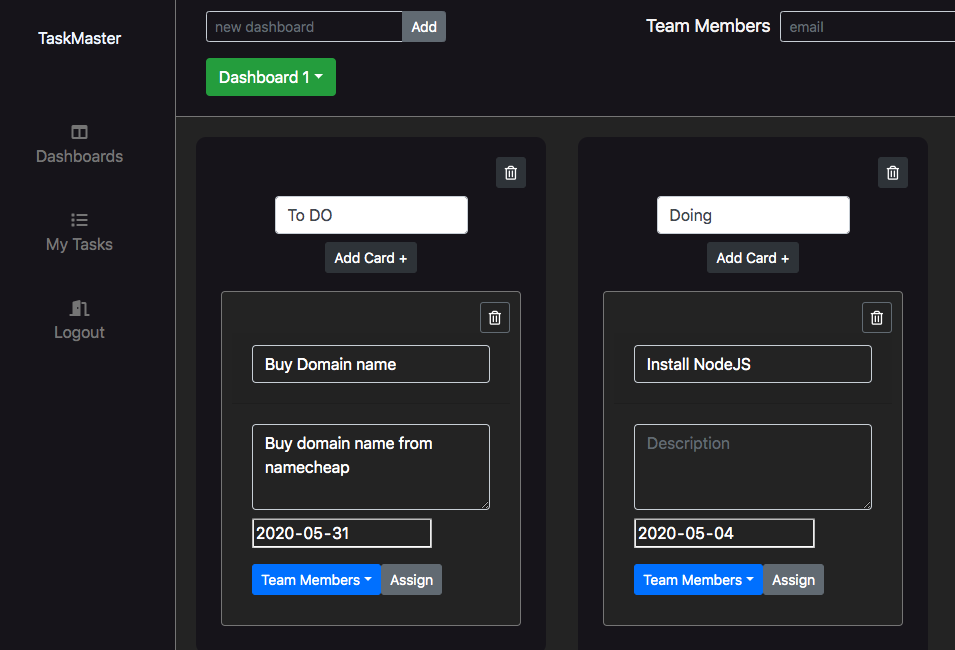 TaskMaster
Dashboards
My Tasks
Logout
new dashboard Add
Team Members email
Dashboard 1
To DO
Add Card +
Buy Domain name
Buy domain name from
namecheap
2020-05-31
Team Members Assign
Doing
Add Card +
Install NodeJS
Description
2020-05-04
Team Members Assign